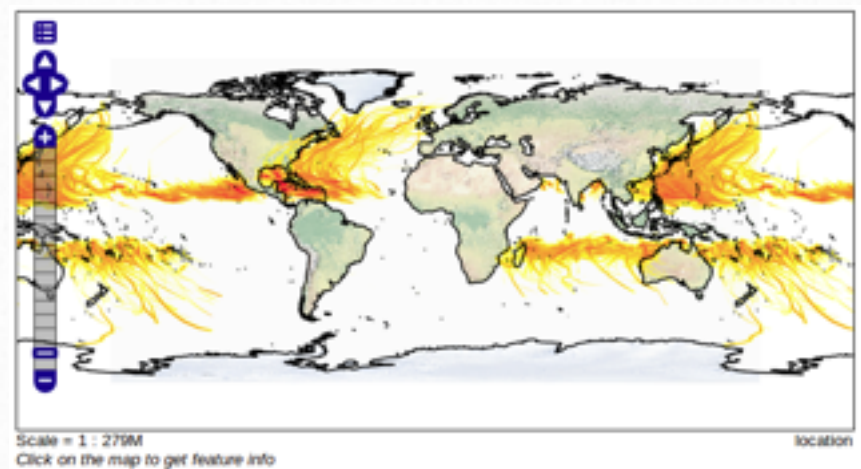 Scale = 1 : 279M
location
Click on the map to get feature info